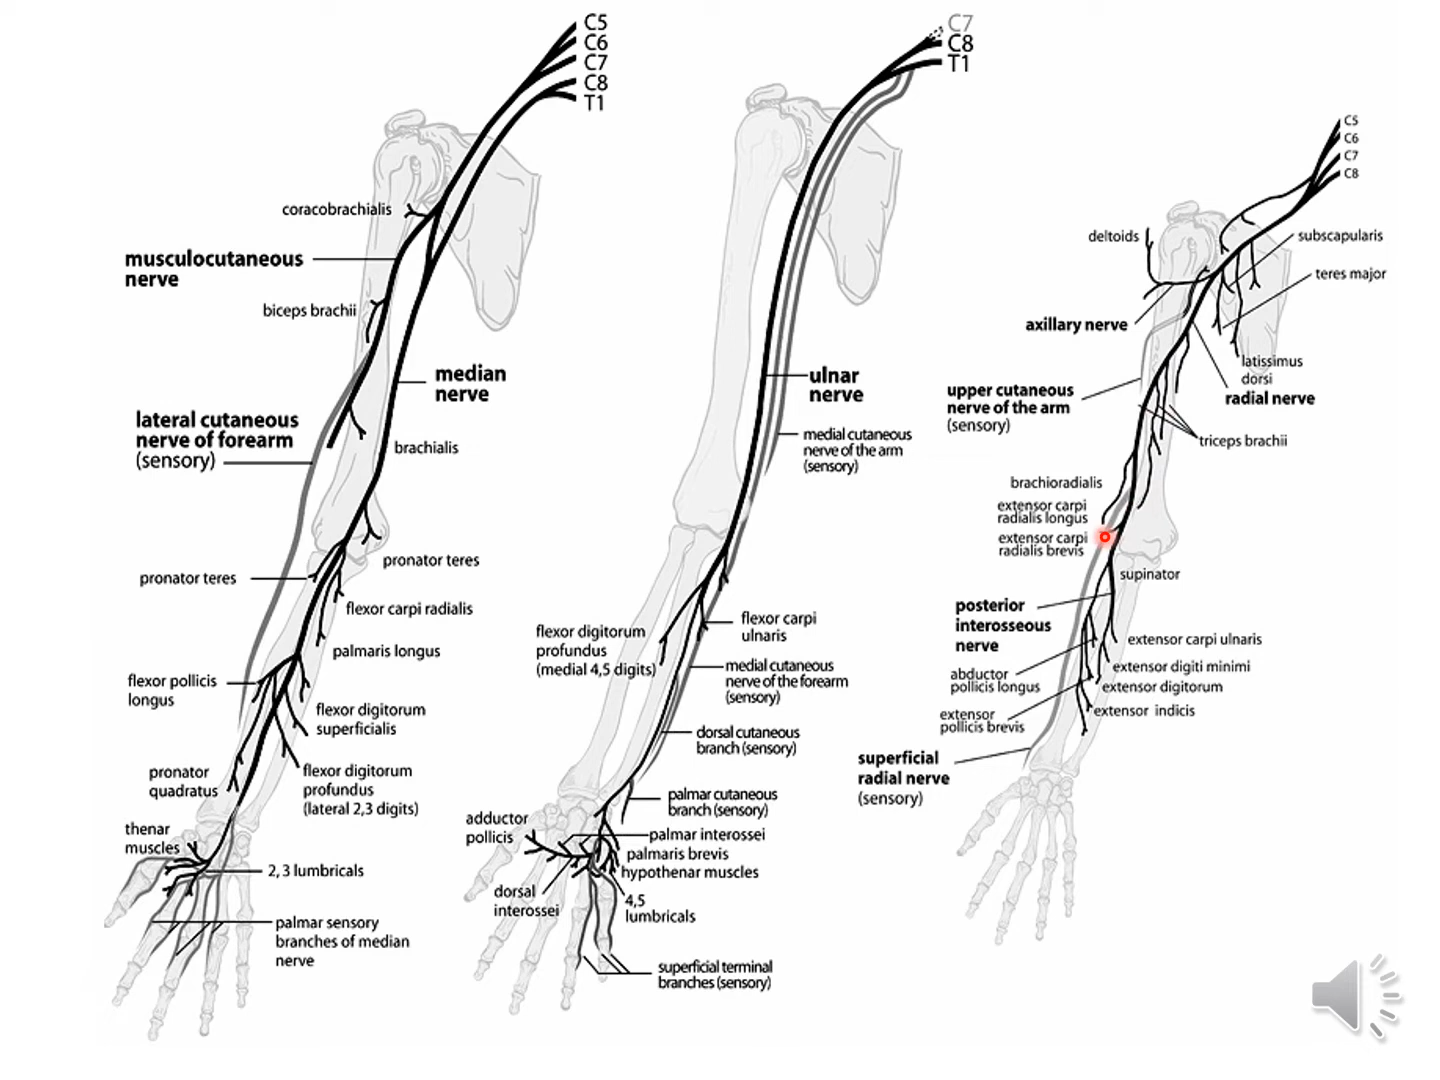 C5
C6
C7
C8
T1
coracobrachialis
musculocutaneous
nerve
biceps brachii
median
nerve
lateral cutaneous
nerve of forearm
(sensory)
brachialis
pronator teres
pronator teres
flexor carpi radialis
palmaris longus
flexor pollicis
longus
flexor digitorum
superficialis
pronator
quadratus
flexor digitorum
profundus
(lateral 2,3 digits)
thenar
muscles
2, 3 lumbricals
palmar sensory
branches of median
nerve
C7
C8
T1
ulnar
nerve
medial cutaneous
nerve of the arm
(sensory)
flexor digitorum
profundus
(medial 4,5 digits)
flexor carpi
ulnaris
medial cutaneous
nerve of the forearm
(sensory)
dorsal cutaneous
branch (sensory)
palmar cutaneous
branch (sensory)
adductor
pollicis
palmar interossei
palmaris brevis
hypothenar muscles
dorsal
interossei
4,5
lumbricals
superficial terminal
branches (sensory)
C5
C6
C7
C8
deltoids
subscapularis
teres major
axillary nerve
latissimus
dorsi
radial nerve
upper cutaneous
nerve of the arm
(sensory)
triceps brachii
brachioradialis
extensor carpi
radialis longus
extensor carpi
radialis brevis
supinator
posterior
interosseous
nerve
extensor carpi ulnaris
abductor
pollicis longus
extensor digiti minimi
extensor digitorum
extensor indicis
extensor
pollicis brevis
superficial
radial nerve
(sensory)